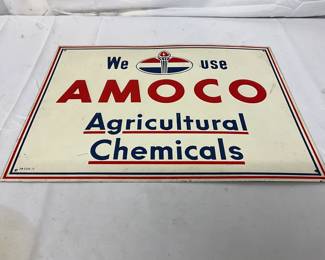 We use
AMOCO
Agricultural
Chemicals